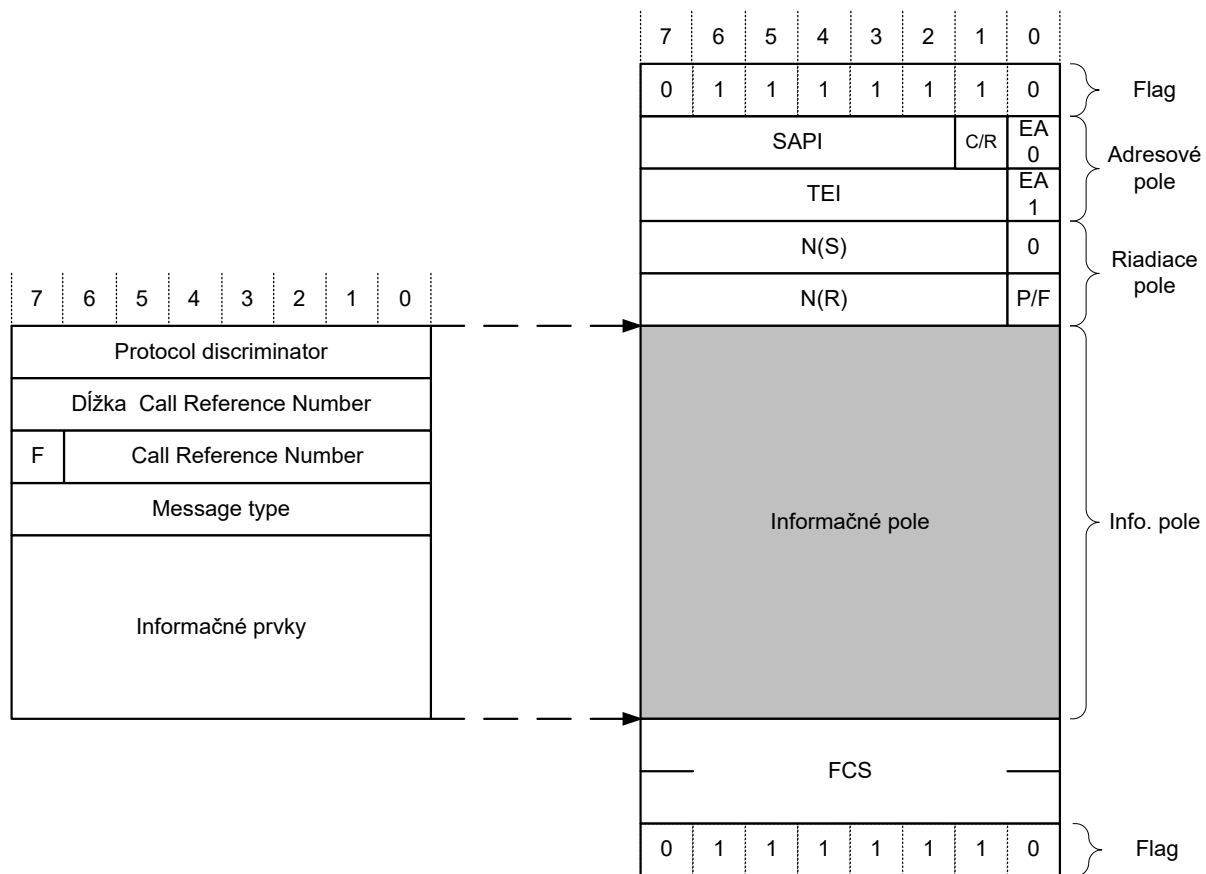 7 6 5 4 3 2 1 0
0 1 1 1 1 1 1 0 Flag
SAPI C/R EA 0
TEI EA 1
Adresové pole
N(S) 0
N(R) P/F
Riadiace pole
7 6 5 4 3 2 1 0
Protocol discriminator
Dĺžka Call Reference Number
F Call Reference Number
Message type
Informačné prvky
Informačné pole
Info. pole
FCS
0 1 1 1 1 1 1 0 Flag